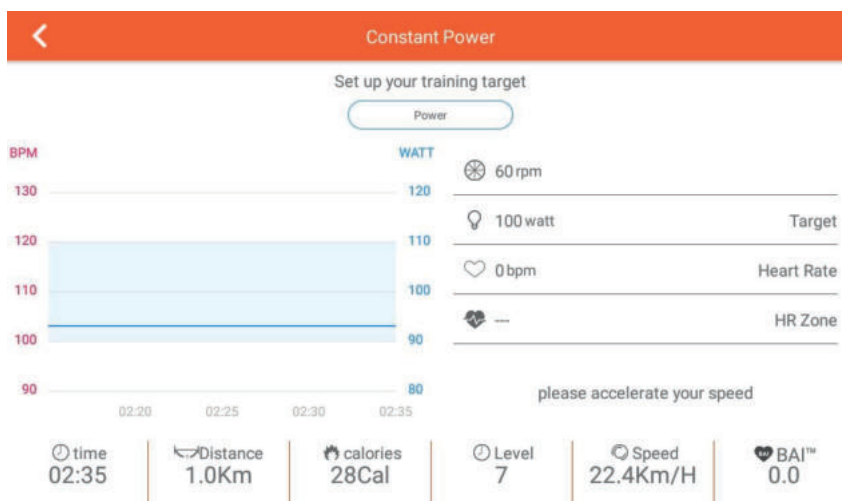 Constant Power
Set up your training target
Power
BPM
WATT
130
120
110
100
90
120
110
100
90
80
02:20 02:25 02:30 02:35
60 rpm
100 watt Target
0 bpm Heart Rate
--- HR Zone
please accelerate your speed
time Distance calories Level Speed BAI BAI™
02:35 1.0Km 28Cal 7 22.4Km/H 0.0